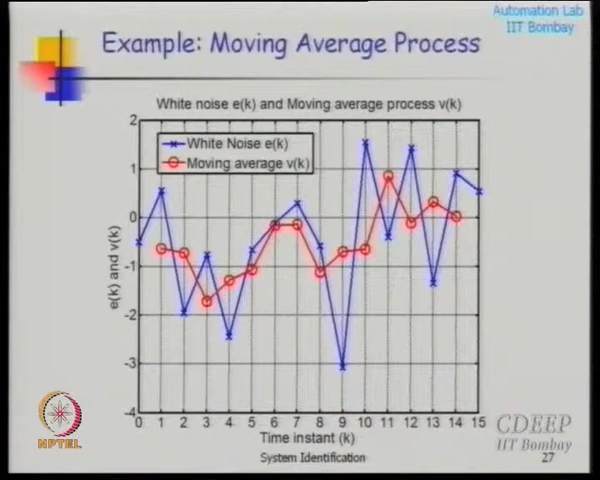 Automation Lab
IIT Bombay
Example: Moving Average Process
White noise e(k) and Moving average process v(k)
White Noise e(k)
Moving average v(k)
e(k) and v(k)
2
1
0
-1
-2
-3
-4
0 1 2 3 4 5 6 7 8 9 10 11 12 13 14 15
Time instant (k)
NPTEL
System Identification
CDEEP
IIT Bombay
27